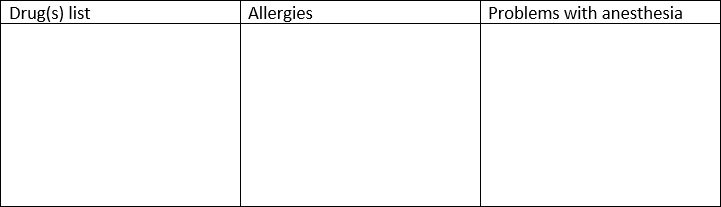 Drug(s) list
Allergies
Problems with anesthesia